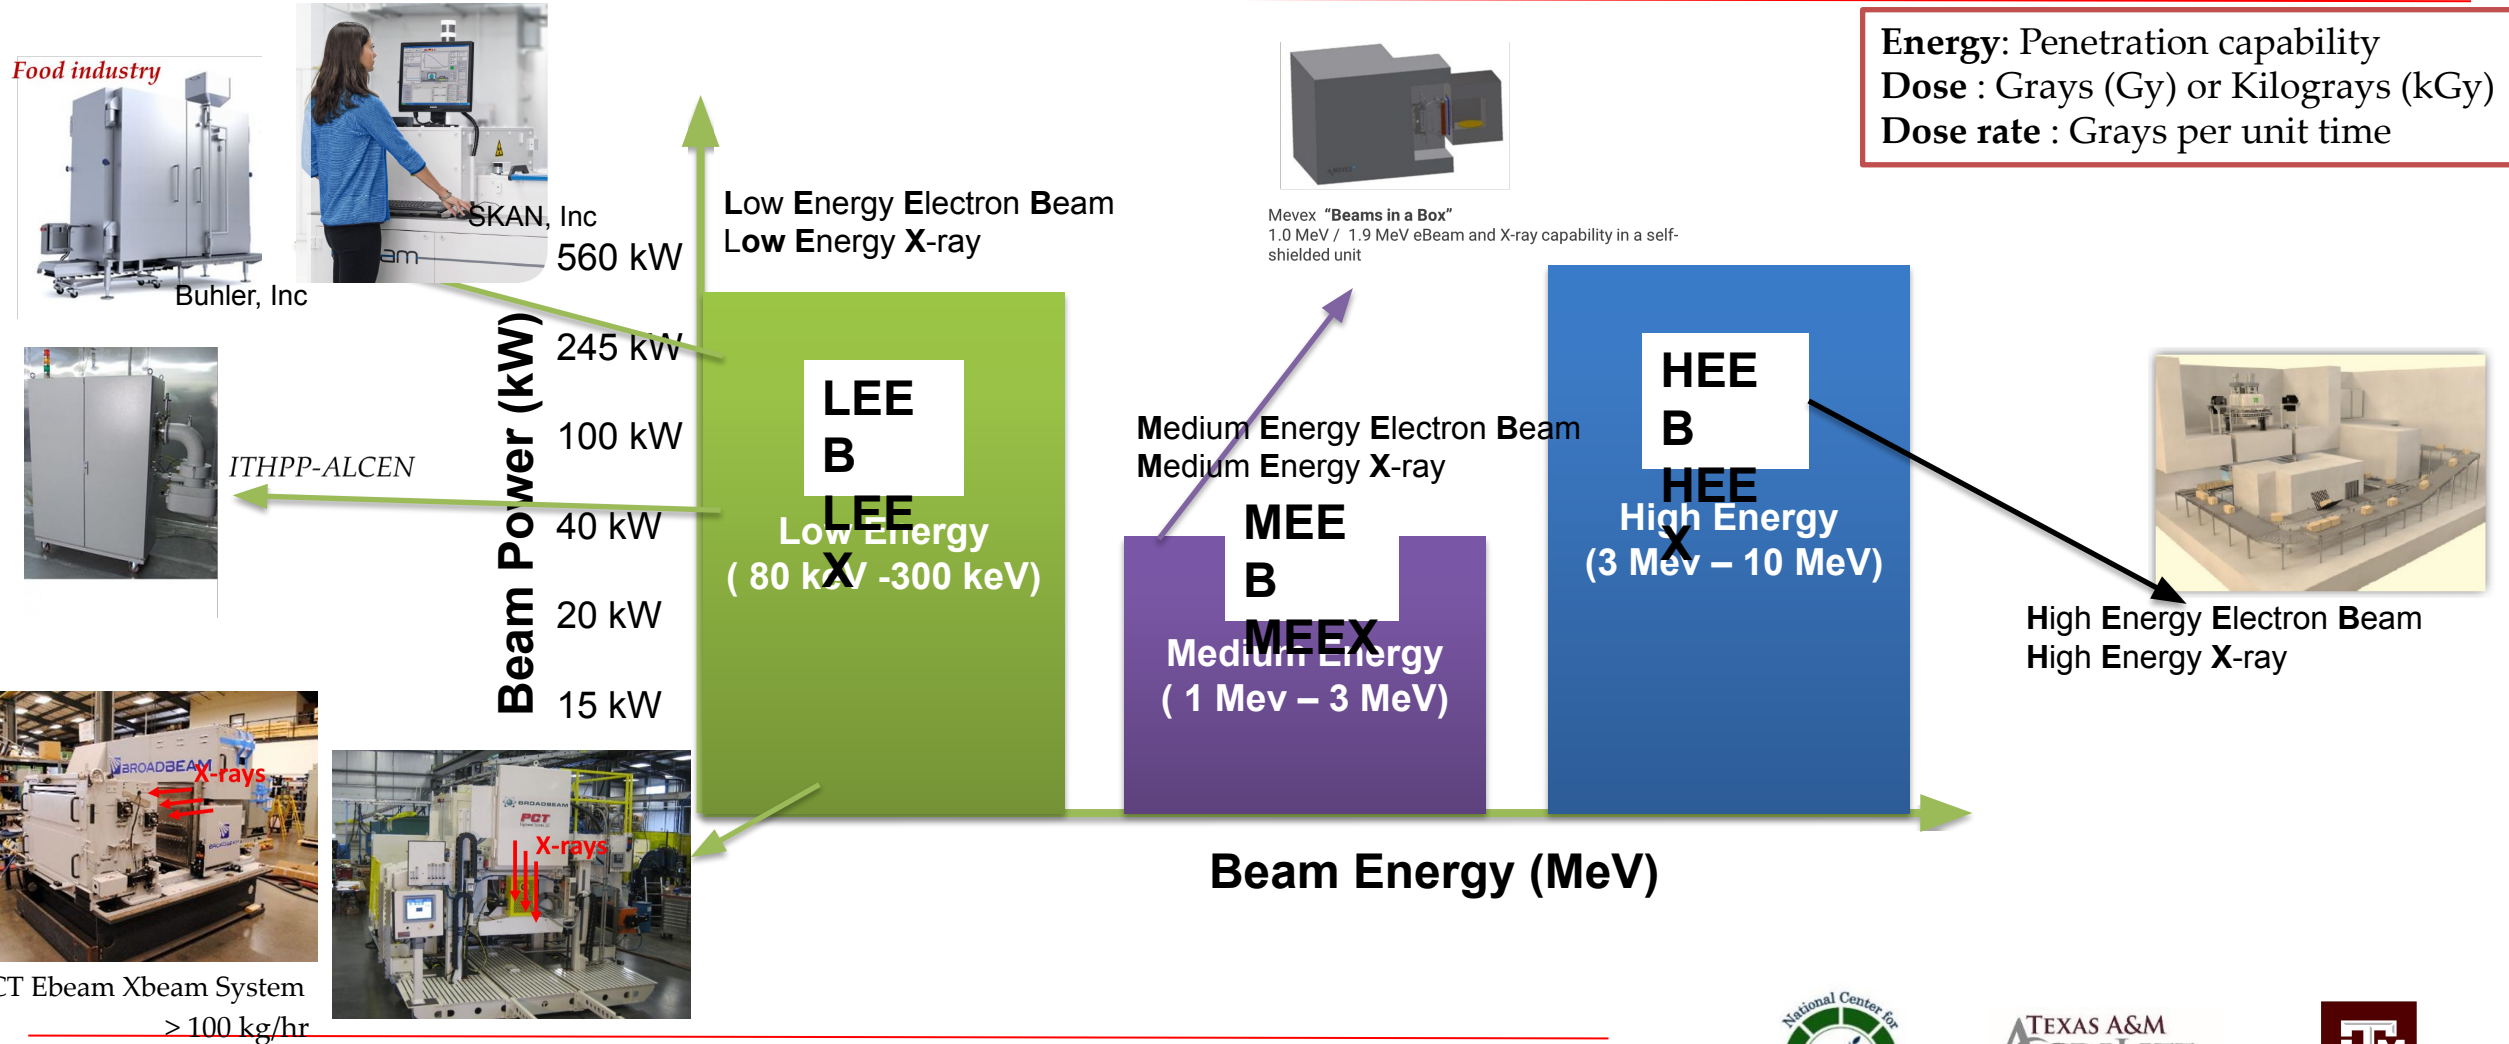 Food industry
SKAN, Inc
Buhler, Inc
ITHPP-ALCEN
Energy: Penetration capability
Dose : Grays (Gy) or Kilograys (kGy)
Dose rate : Grays per unit time
Low Energy Electron Beam
Low Energy X-ray
Mevex "Beams in a Box"
1.0 MeV / 1.9 MeV eBeam and X-ray capability in a self-
shielded unit
Beam Power (kW)
560 kW
245 kW
100 kW
40 kW
20 kW
15 kW
LEE
B
LEE
X
Low Energy
( 80 keV -300 keV)
Medium Energy Electron Beam
Medium Energy X-ray
MEE
B
MEEX
Medium Energy
( 1 Mev – 3 MeV)
HEE
B
HEE
X
High Energy
(3 Mev – 10 MeV)
High Energy Electron Beam
High Energy X-ray
Beam Energy (MeV)
BROADBEAM
X-rays
BROADBEAM
PCT
X-rays
CT Ebeam Xbeam System
> 100 kg/hr
National Center for
TEXAS A&M